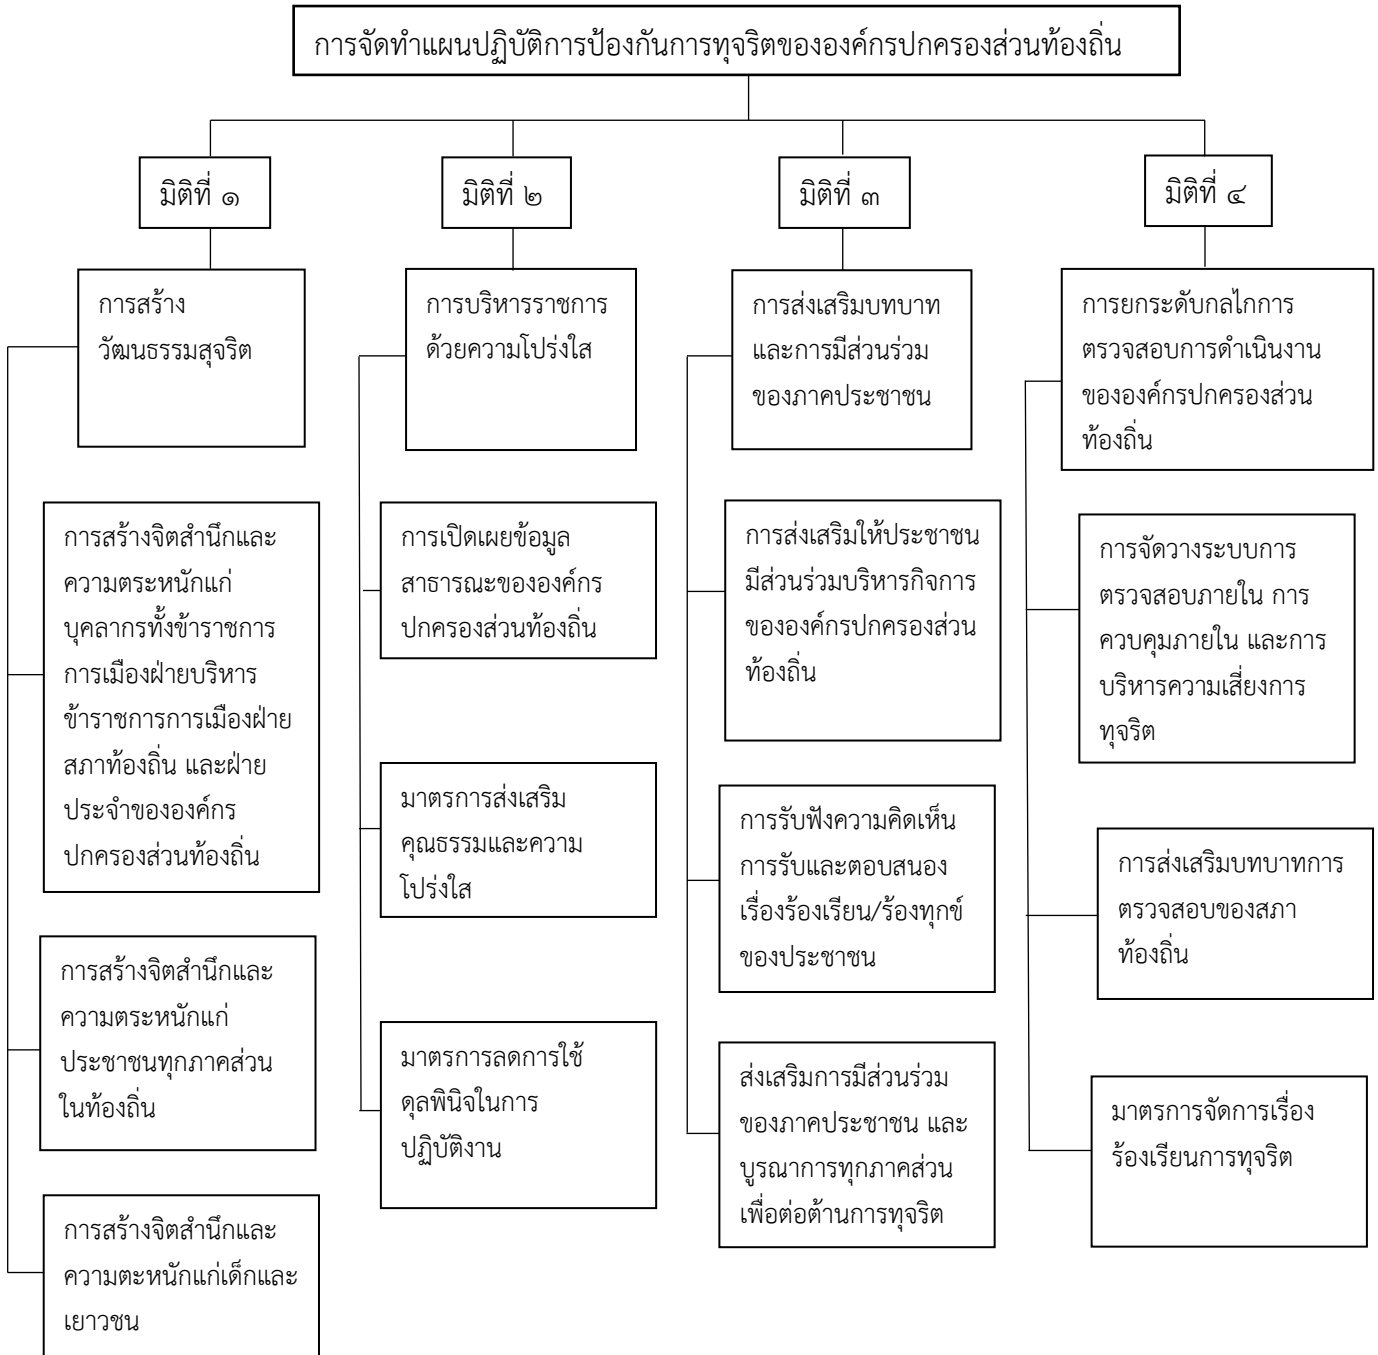 การจัดทำแผนปฏิบัติการป้องกันการทุจริตขององค์กรปกครองส่วนท้องถิ่น
มิติที่ ๑
การสร้าง
วัฒนธรรมสุจริต
การสร้างจิตสำนึกและ
ความตระหนักแก่
บุคลากรทั้งข้าราชการ
การเมืองฝ่ายบริหาร
ข้าราชการการเมืองฝ่าย
สภาท้องถิ่น และฝ่าย
ประจำขององค์กร
ปกครองส่วนท้องถิ่น
การสร้างจิตสำนึกและ
ความตระหนักแก่
ประชาชนทุกภาคส่วน
ในท้องถิ่น
การสร้างจิตสำนึกและ
ความตะหนักแก่เด็กและ
เยาวชน
มิติที่ ๒
การบริหารราชการ
ด้วยความโปร่งใส
การเปิดเผยข้อมูล
สาธารณะขององค์กร
ปกครองส่วนท้องถิ่น
มาตรการส่งเสริม
คุณธรรมและความ
โปร่งใส
มาตรการลดการใช้
ดุลพินิจในการ
ปฏิบัติงาน
มิติที่ ๓
การส่งเสริมบทบาท
และการมีส่วนร่วม
ของภาคประชาชน
การส่งเสริมให้ประชาชน
มีส่วนร่วมบริหารกิจการ
ขององค์กรปกครองส่วน
ท้องถิ่น
การรับฟังความคิดเห็น
การรับและตอบสนอง
เรื่องร้องเรียน/ร้องทุกข์
ของประชาชน
ส่งเสริมการมีส่วนร่วม
ของภาคประชาชน และ
บูรณาการทุกภาคส่วน
เพื่อต่อต้านการทุจริต
มิติที่ ๔
การยกระดับกลไกการ
ตรวจสอบการดำเนินงาน
ขององค์กรปกครองส่วน
ท้องถิ่น
การจัดวางระบบการ
ตรวจสอบภายใน การ
ควบคุมภายใน และการ
บริหารความเสี่ยงการ
ทุจริต
การส่งเสริมบทบาทการ
ตรวจสอบของสภา
ท้องถิ่น
มาตรการจัดการเรื่อง
ร้องเรียนการทุจริต